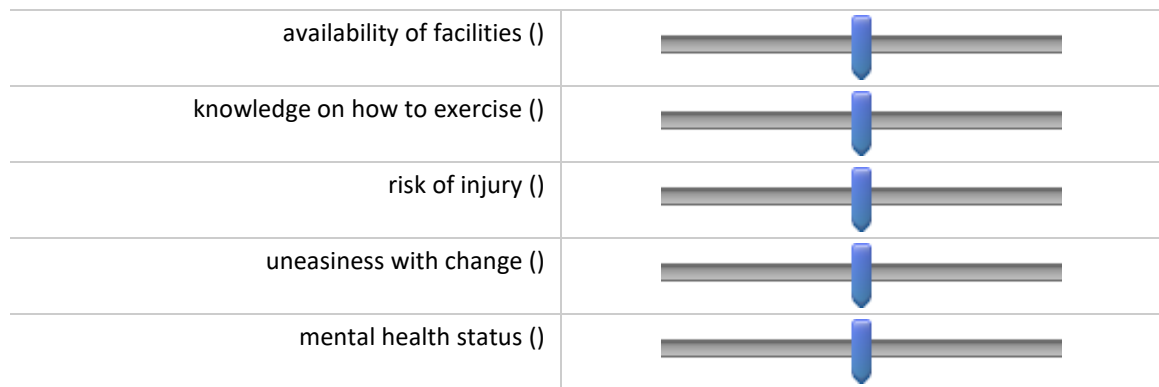 availability of facilities ()
knowledge on how to exercise ()
risk of injury ()
uneasiness with change ()
mental health status ()